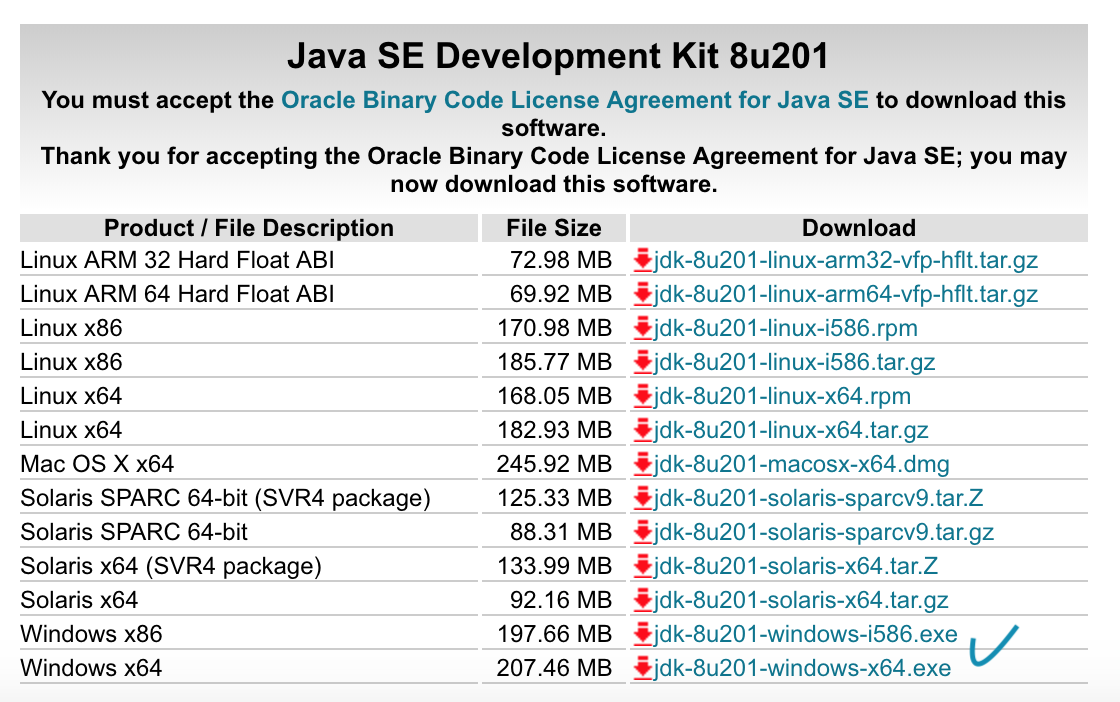 Java SE Development Kit 8u201
You must accept the Oracle Binary Code License Agreement for Java SE to download this
software.
Thank you for accepting the Oracle Binary Code License Agreement for Java SE; you may
now download this software.
Product / File Description File Size Download
Linux ARM 32 Hard Float ABI 72.98 MB jdk-8u201-linux-arm32-vfp-hflt.tar.gz
Linux ARM 64 Hard Float ABI 69.92 MB jdk-8u201-linux-arm64-vfp-hflt.tar.gz
Linux x86 170.98 MB jdk-8u201-linux-i586.rpm
Linux x86 185.77 MB jdk-8u201-linux-i586.tar.gz
Linux x64 168.05 MB jdk-8u201-linux-x64.rpm
Linux x64 182.93 MB jdk-8u201-linux-x64.tar.gz
Mac OS X x64 245.92 MB jdk-8u201-macosx-x64.dmg
Solaris SPARC 64-bit (SVR4 package) 125.33 MB jdk-8u201-solaris-sparcv9.tar.Z
Solaris SPARC 64-bit 88.31 MB jdk-8u201-solaris-sparcv9.tar.gz
Solaris x64 (SVR4 package) 133.99 MB jdk-8u201-solaris-x64.tar.Z
Solaris x64 92.16 MB jdk-8u201-solaris-x64.tar.gz
Windows x86 197.66 MB jdk-8u201-windows-i586.exe
Windows x64 207.46 MB jdk-8u201-windows-x64.exe